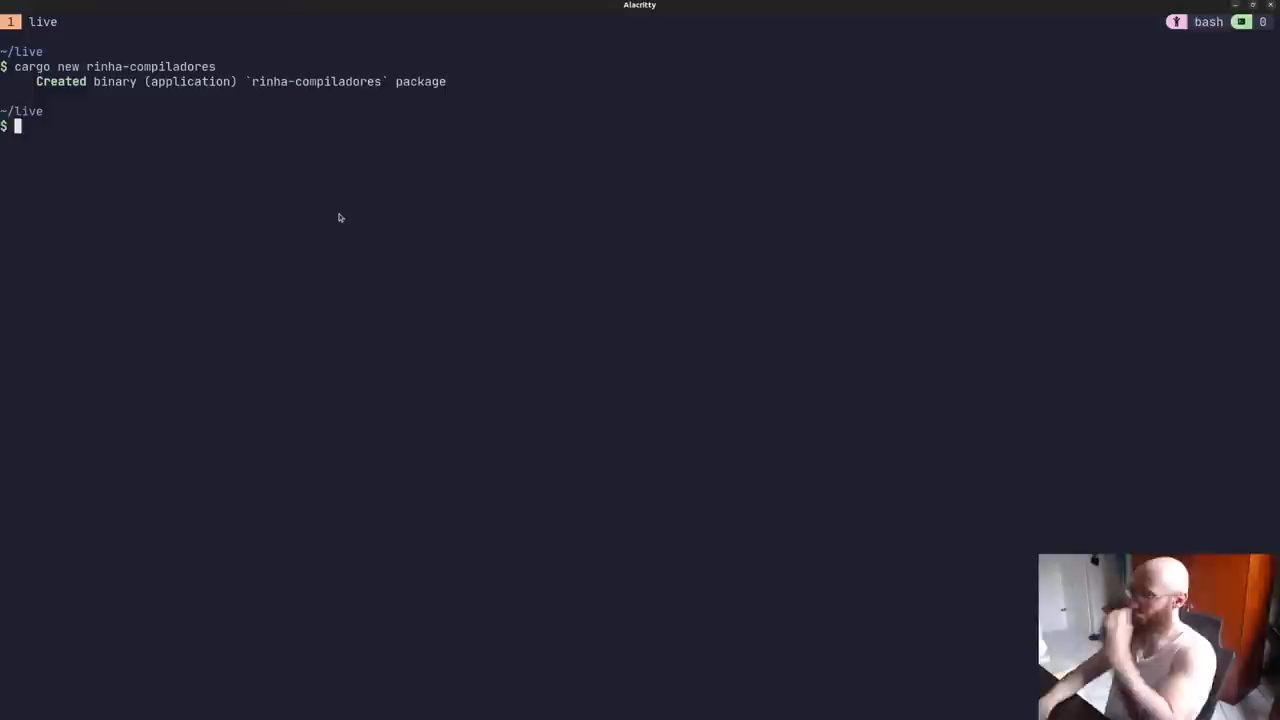 Alacritty
1 live
bash 0
~/live
$ cargo new rinha-compiladores
Created binary (application) `rinha-compiladores` package
~/live
$